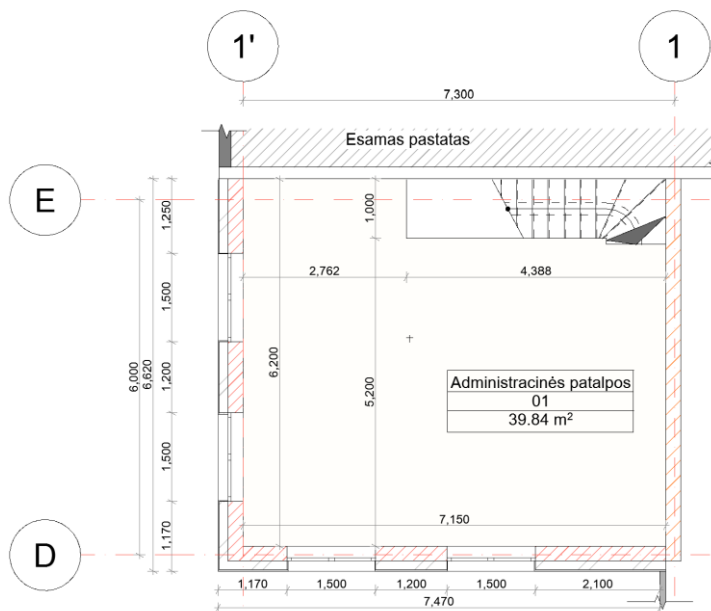 1' 1
7,300
Esamas pastatas
E
1,250
1,000
2,762 4,388
1,500
6,000
6,620
1,200
6,200
5,200
Administracinės patalpos
01
39.84 m²
1,500
7,150
1,170
D
1,170 1,500 1,200 1,500 2,100
7,470